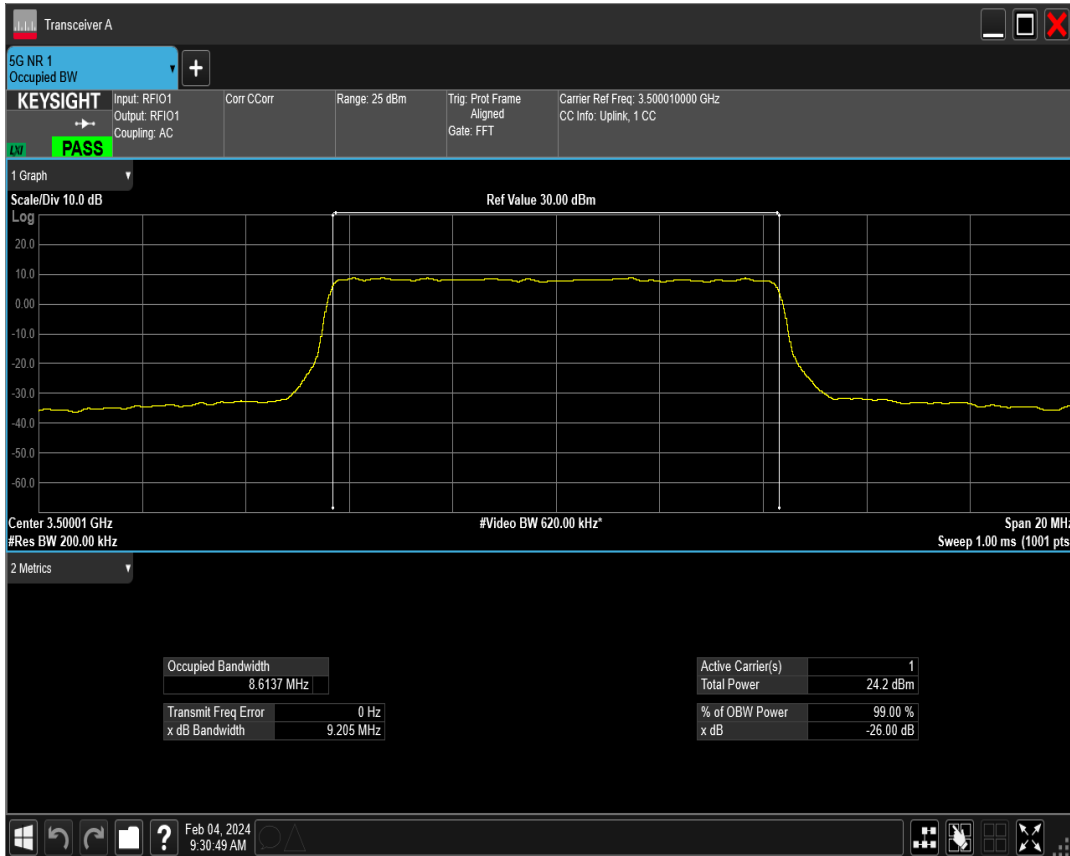 Transceiver A
5G NR 1
Occupied BW
+
KEYSIGHT
Input: RFIO1
Output: RFIO1
Coupling: AC
Corr CCorr
Range: 25 dBm
Trig: Prot Frame
Aligned
Gate: FFT
Carrier Ref Freq: 3.500010000 GHz
CC Info: Uplink, 1 CC
LXI
PASS
1 Graph
Scale/Div 10.0 dB
Ref Value 30.00 dBm
Log
20.0
10.0
0.00
-10.0
-20.0
-30.0
-40.0
-50.0
-60.0
Center 3.50001 GHz
#Video BW 620.00 kHz*
Span 20 MHz
#Res BW 200.00 kHz
Sweep 1.00 ms (1001 pts
2 Metrics
Occupied Bandwidth
8.6137 MHz
Transmit Freq Error 0 Hz
x dB Bandwidth 9.205 MHz
Active Carrier(s) 1
Total Power 24.2 dBm
% of OBW Power 99.00 %
x dB -26.00 dB
?
Feb 04, 2024
9:30:49 AM